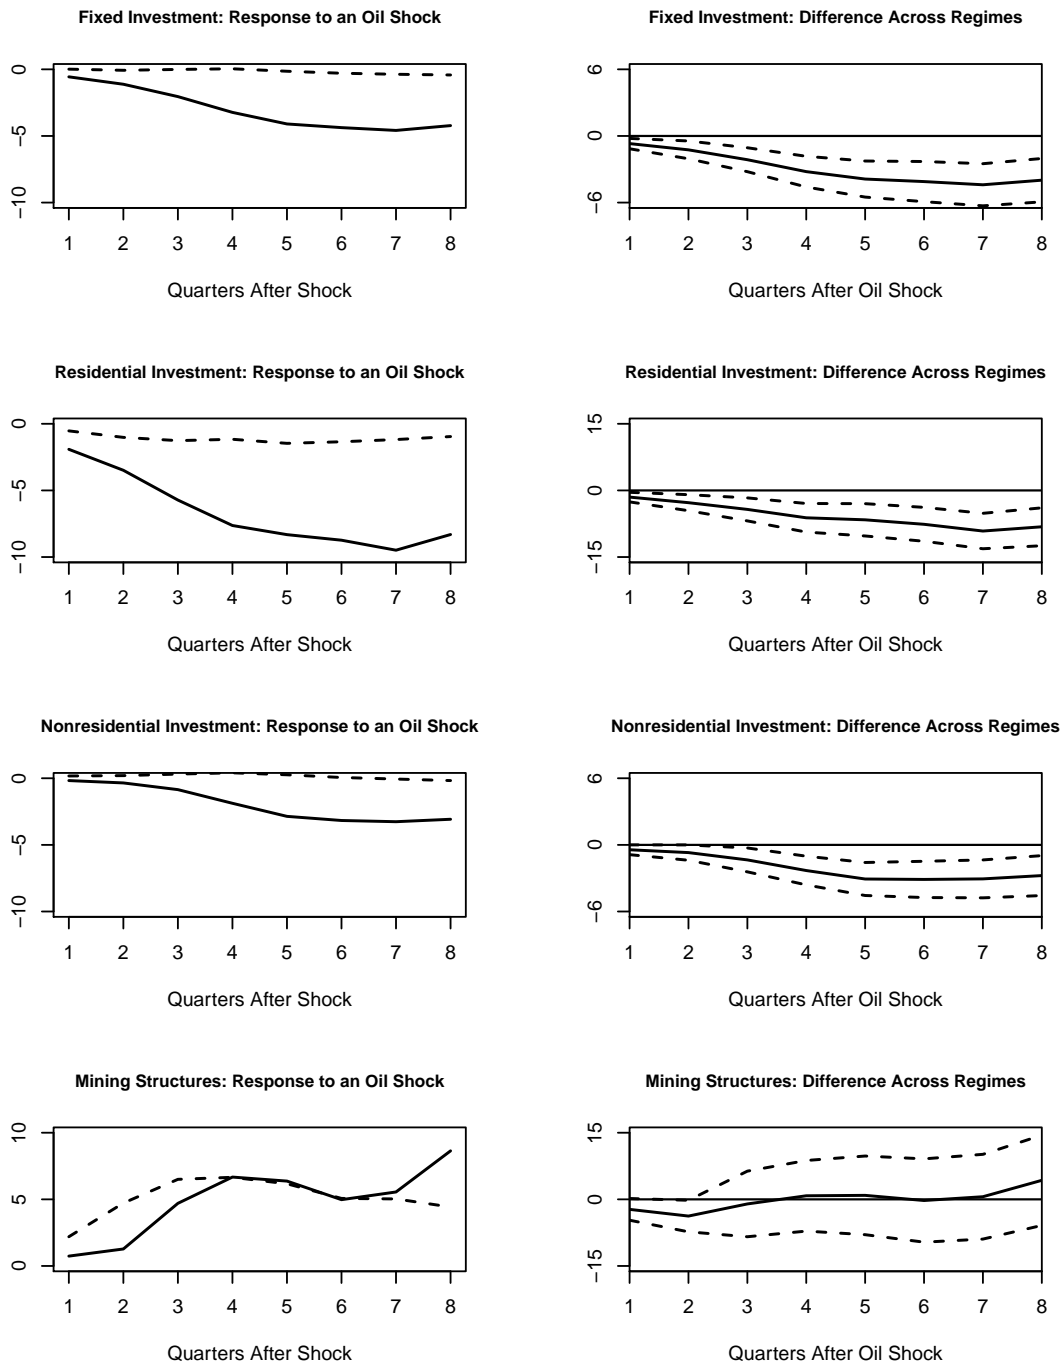 Fixed Investment: Response to an Oil Shock
0
−5
−10
1 2 3 4 5 6 7 8
Quarters After Shock
Fixed Investment: Difference Across Regimes
6
0
−6
1 2 3 4 5 6 7 8
Quarters After Oil Shock
Residential Investment: Response to an Oil Shock
0
−5
−10
1 2 3 4 5 6 7 8
Quarters After Shock
Residential Investment: Difference Across Regimes
15
0
−15
1 2 3 4 5 6 7 8
Quarters After Oil Shock
Nonresidential Investment: Response to an Oil Shock
0
−5
−10
1 2 3 4 5 6 7 8
Quarters After Shock
Nonresidential Investment: Difference Across Regimes
6
0
−6
1 2 3 4 5 6 7 8
Quarters After Oil Shock
Mining Structures: Response to an Oil Shock
10
5
0
1 2 3 4 5 6 7 8
Quarters After Shock
Mining Structures: Difference Across Regimes
15
0
−15
1 2 3 4 5 6 7 8
Quarters After Oil Shock